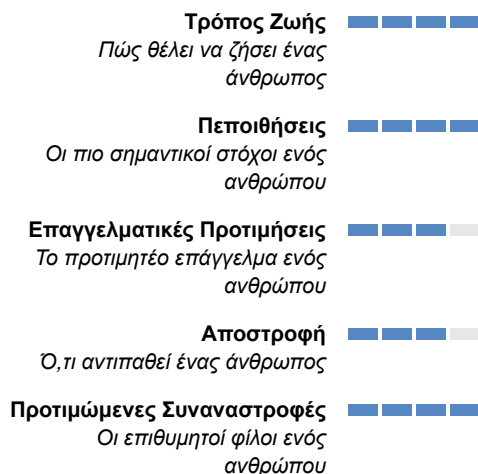 Τρόπος Ζωής
Πώς θέλει να ζήσει ένας
άνθρωπος
Πεποιθήσεις
Οι πιο σημαντικοί στόχοι ενός
ανθρώπου
Επαγγελματικές Προτιμήσεις
Το προτιμητέο επάγγελμα ενός
ανθρώπου
Αποστροφή
Ό,τι αντιπαθεί ένας άνθρωπος
Προτιμώμενες Συναναστροφές
Οι επιθυμητοί φίλοι ενός
ανθρώπου